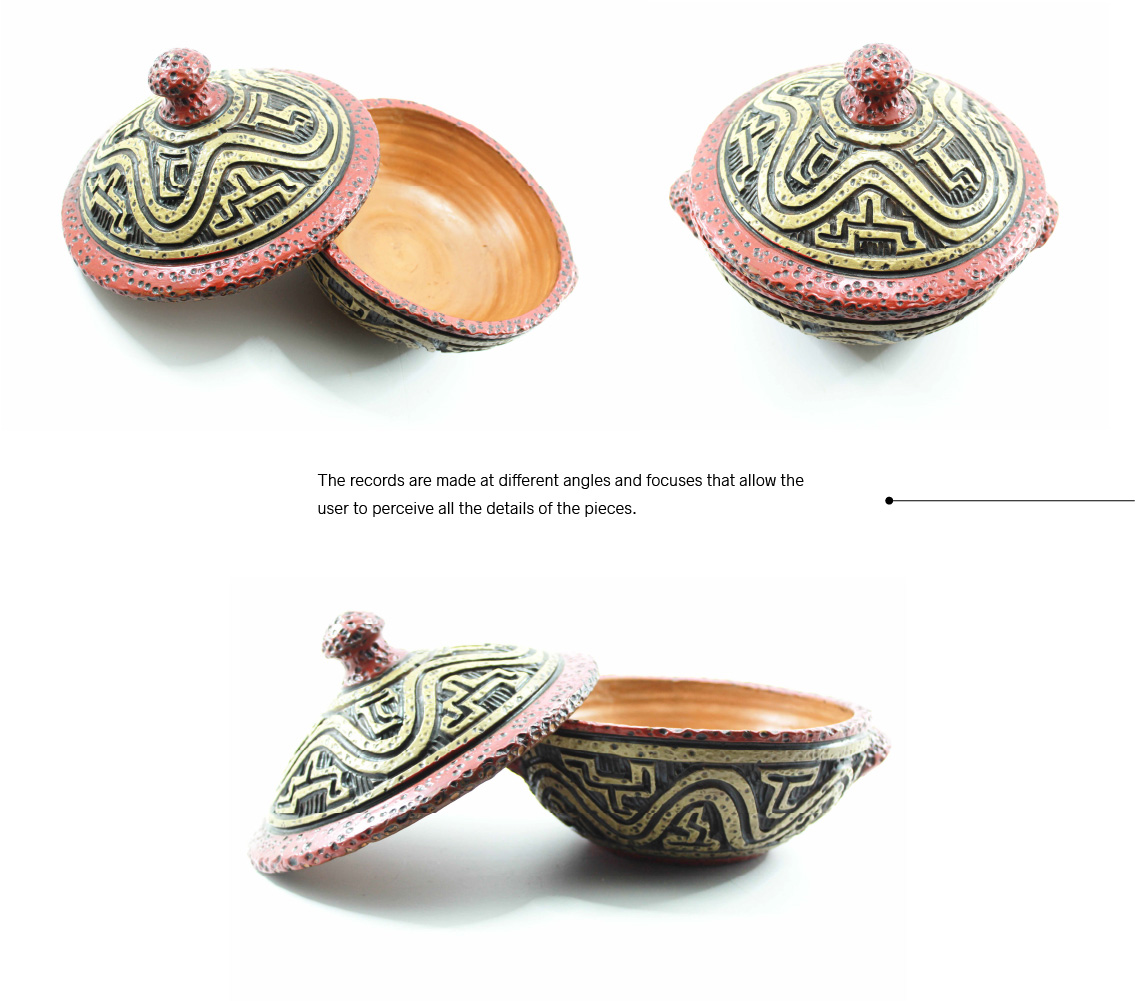 The records are made at different angles and focuses that allow the
user to perceive all the details of the pieces.